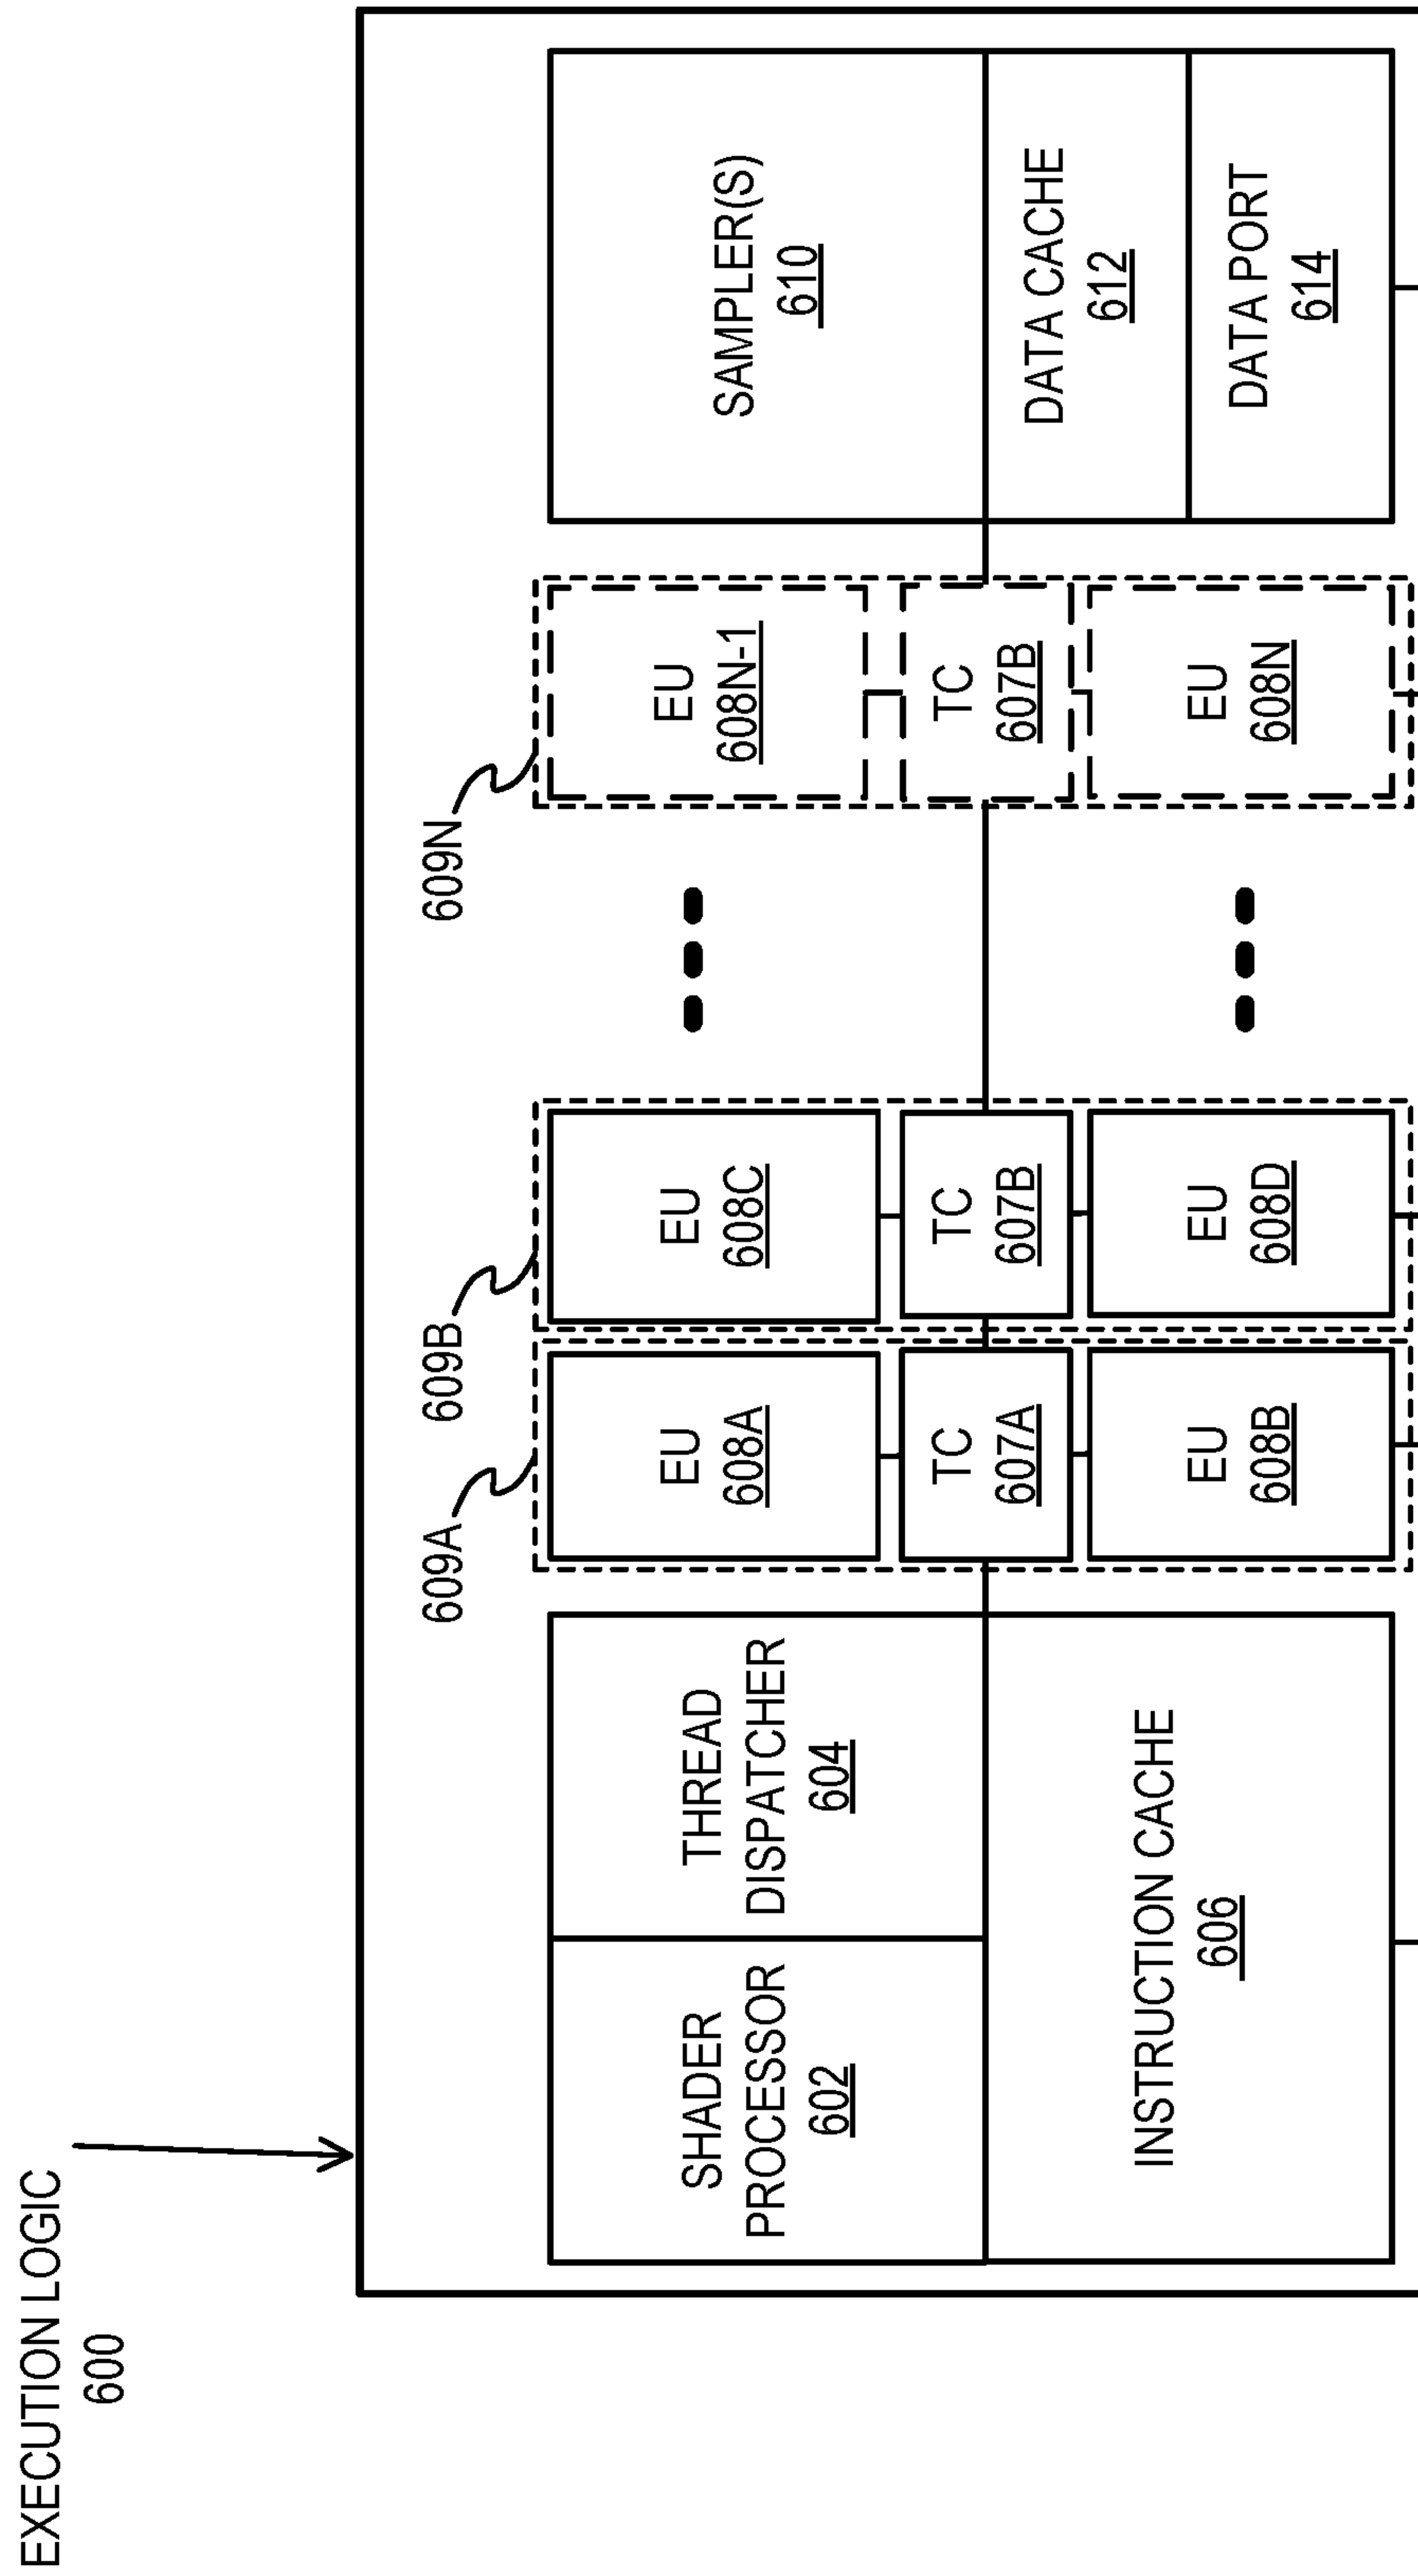 EXECUTION LOGIC
600
609A
609B
609N
SHADER
PROCESSOR
602
THREAD
DISPATCHER
604
INSTRUCTION CACHE
606
EU
608A
TC
607A
EU
608B
EU
608C
TC
607B
EU
608D
EU
608N-1
TC
607B
EU
608N
SAMPLER(S)
610
DATA CACHE
612
DATA PORT
614